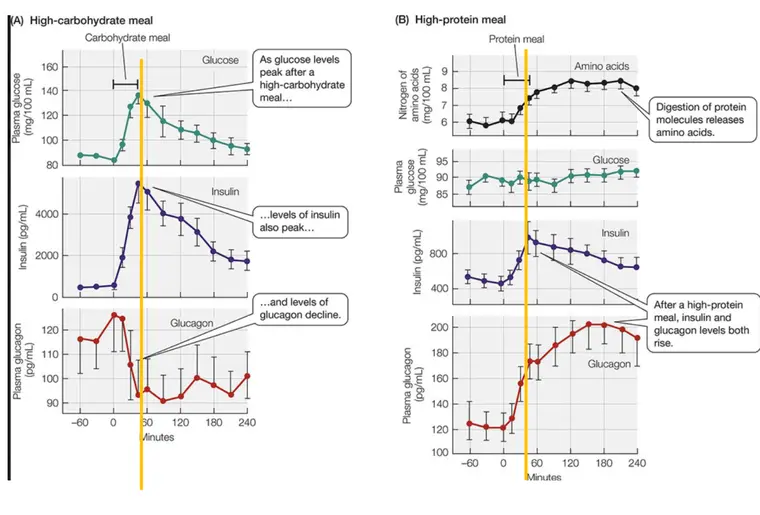 (A) High-carbohydrate meal
Carbohydrate meal
Glucose
As glucose levels
peak after a
high-carbohydrate
meal…
Plasma glucose
(mg/100 mL)
160
140
120
100
80
Insulin
…levels of insulin
also peak…
Insulin (pg/mL)
4000
2000
0
…and levels of
glucagon decline.
Glucagon
Plasma glucagon
(pg/mL)
120
110
100
90
–60 0 60 120 180 240
Minutes
(B) High-protein meal
Protein meal
Amino acids
Nitrogen of
amino acids
(mg/100 mL)
9
8
7
6
Digestion of protein
molecules releases
amino acids.
Glucose
Plasma
glucose
(mg/100 mL)
95
90
85
Insulin
Insulin (pg/mL)
800
400
After a high-protein
meal, insulin and
glucagon levels both
rise.
Glucagon
Plasma glucagon
(pg/mL)
200
180
160
140
120
100
–60 0 60 120 180 240
Minutes